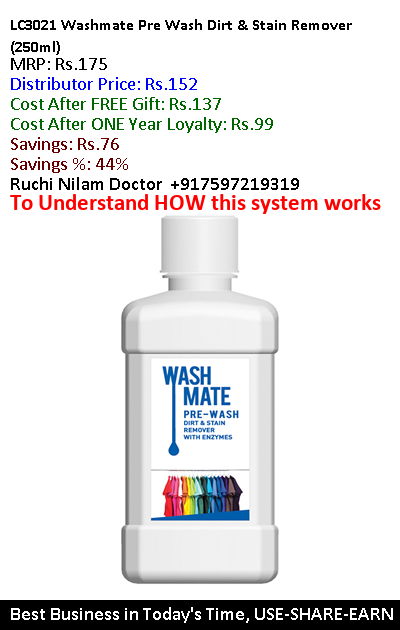 LC3021 Washmate Pre Wash Dirt & Stain Remover
(250ml)
MRP: Rs.175
Distributor Price: Rs.152
Cost After FREE Gift: Rs.137
Cost After ONE Year Loyalty: Rs.99
Savings: Rs.76
Savings %: 44%
Ruchi Nilam Doctor +917597219319
To Understand HOW this system works
WASH
MATE
PRE-WASH
DIRT & STAIN
REMOVER
WITH ENZYMES
Best Business in Today's Time, USE-SHARE-EARN